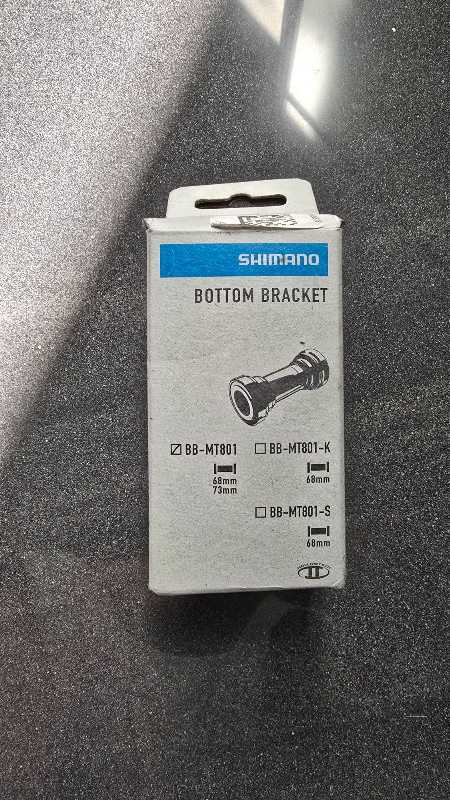 SHIMANO
BOTTOM BRACKET
BB-MT801
68mm
73mm
BB-MT801-K
68mm
BB-MT801-S
68mm